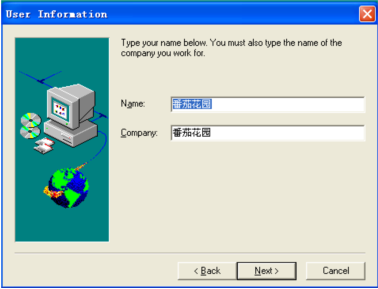 User Information
Type your name below. You must also type the name of the
company you work for.
Name: 番茄花园
Company: 番茄花园
< Back Next > Cancel